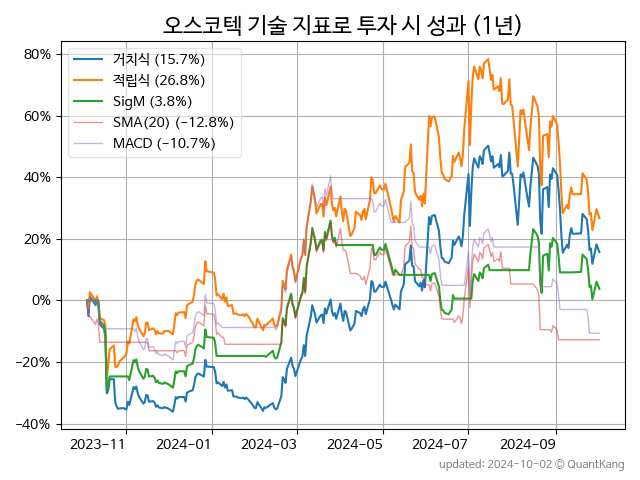 오스코텍 기술 지표로 투자 시 성과 (1년)
거치식 (15.7%)
적립식 (26.8%)
SigM (3.8%)
SMA(20) (−12.8%)
MACD (−10.7%)
80%
60%
40%
20%
0%
−20%
−40%
2023−11 2024−01 2024−03 2024−05 2024−07 2024−09
updated: 2024-10-02 © QuantKang